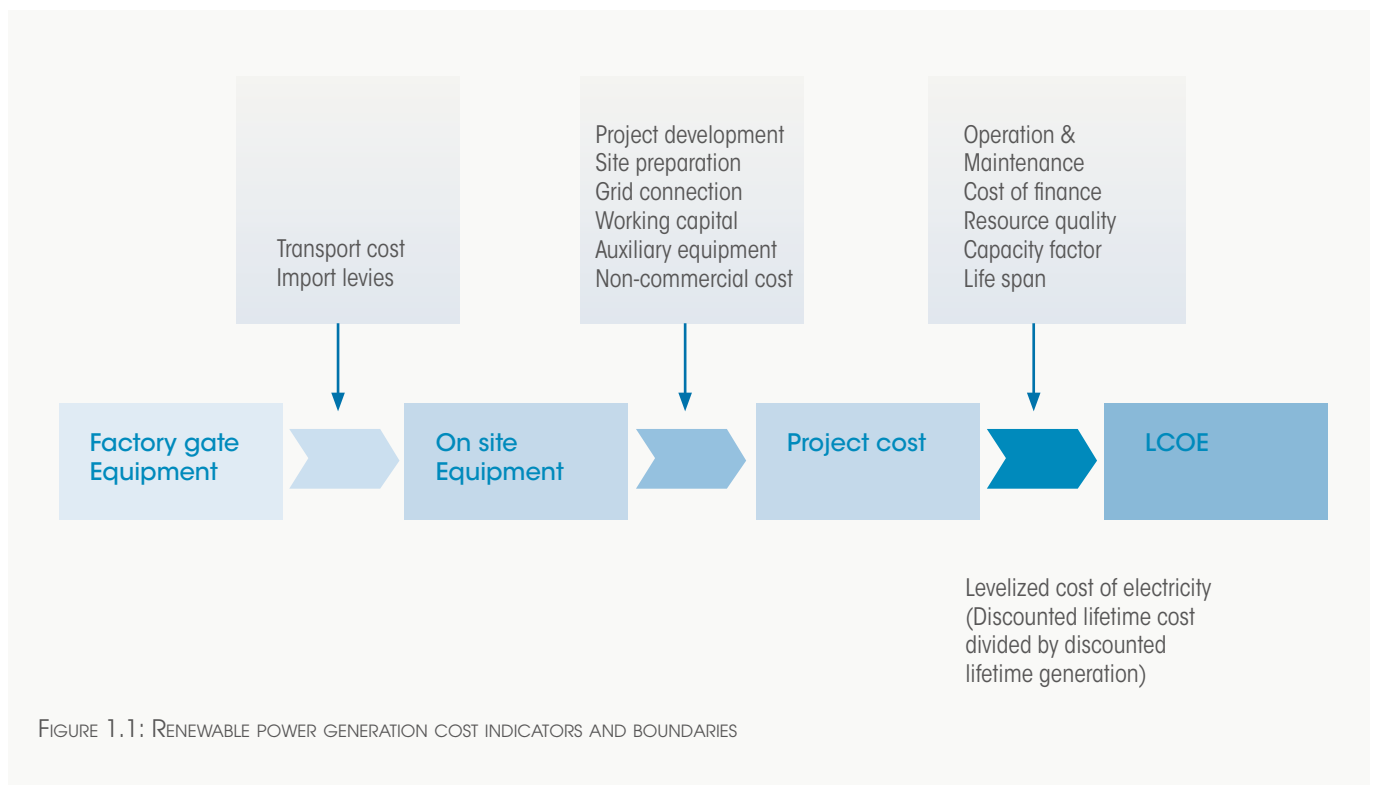 Transport cost
Import levies
Project development
Site preparation
Grid connection
Working capital
Auxiliary equipment
Non-commercial cost
Operation &
Maintenance
Cost of finance
Resource quality
Capacity factor
Life span
Factory gate
Equipment
On site
Equipment
Project cost
LCOE
Levelized cost of electricity
(Discounted lifetime cost
divided by discounted
lifetime generation)
Figure 1.1: Renewable power generation cost indicators and boundaries